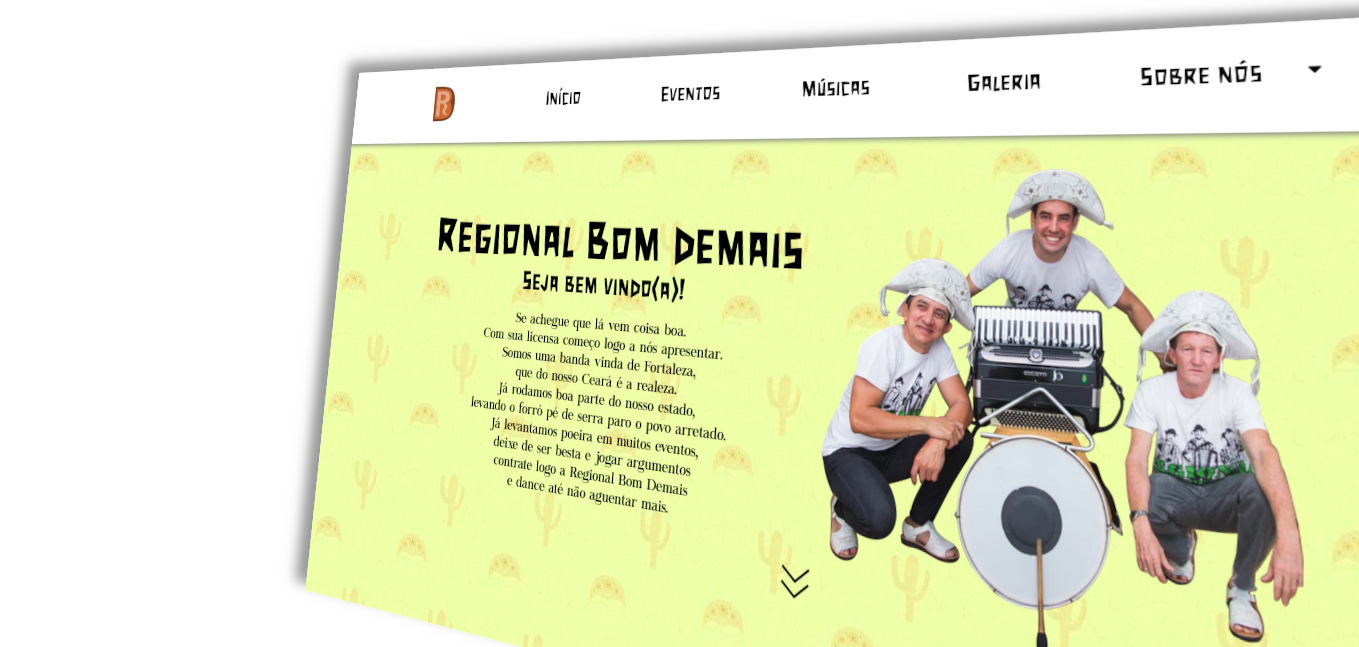 R
Início
Eventos
Músicas
Galeria
Sobre nós
Regional Bom Demais
Seja bem vindo(a)!
Se achegue que lá vem coisa boa.
Com sua licensa começo logo a nós apresentar.
Somos uma banda vinda de Fortaleza,
que do nosso Ceará é a realeza.
Já rodamos boa parte do nosso estado,
levando o forró pé de serra paro o povo arretado.
Já levantamos poeira em muitos eventos,
deixe de ser besta e jogar argumentos
contrate logo a Regional Bom Demais
e dance até não aguentar mais.